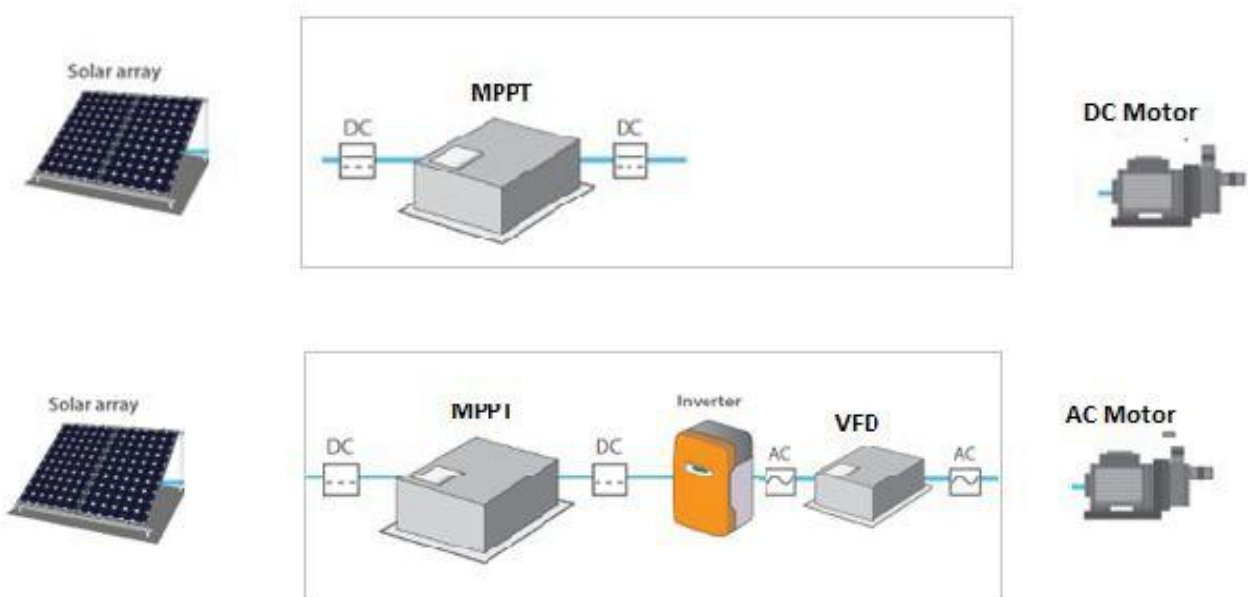 Solar array
MPPT
DC
DC
DC Motor
Solar array
MPPT
Inverter
VFD
AC Motor
DC
DC
AC
AC